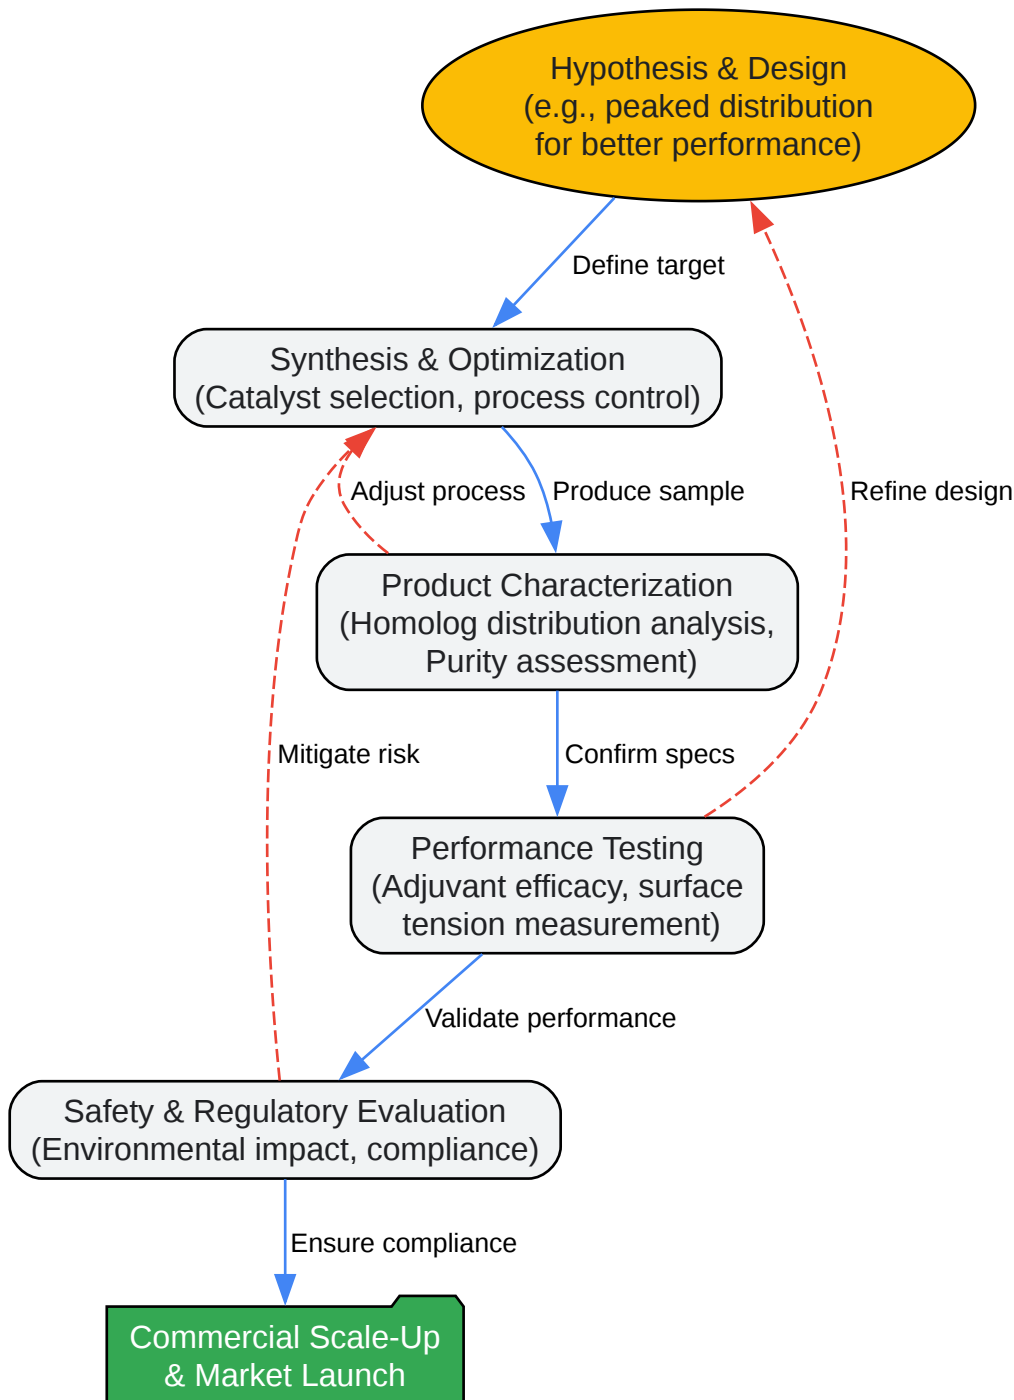 Hypothesis & Design
(e.g., peaked distribution
for better performance)
Define target
Synthesis & Optimization
(Catalyst selection, process control)
Adjust process
Produce sample
Refine design
Product Characterization
(Homolog distribution analysis,
Purity assessment)
Mitigate risk
Confirm specs
Performance Testing
(Adjuvant efficacy, surface
tension measurement)
Validate performance
Safety & Regulatory Evaluation
(Environmental impact, compliance)
Ensure compliance
Commercial Scale-Up
& Market Launch